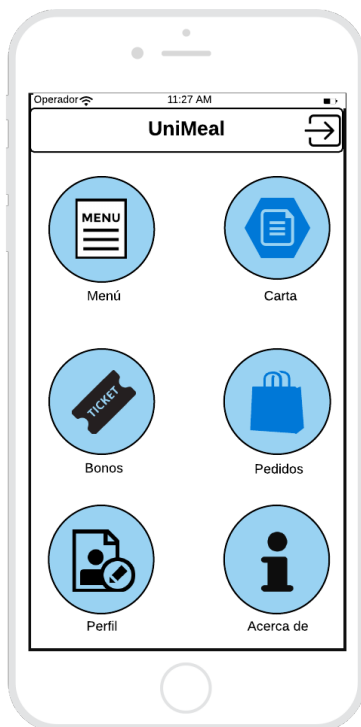 Operador 11:27 AM
UniMeal
MENU
Menú Carta
TICKET
Bonos Pedidos
Perfil Acerca de